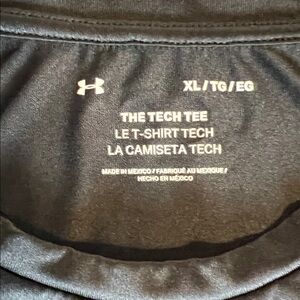 XL/TG/EG
THE TECH TEE
LE T-SHIRT TECH
LA CAMISETA TECH
MADE IN MEXICO / FABRIQUÉ AU MEXIQUE /
HECHO EN MÉXICO